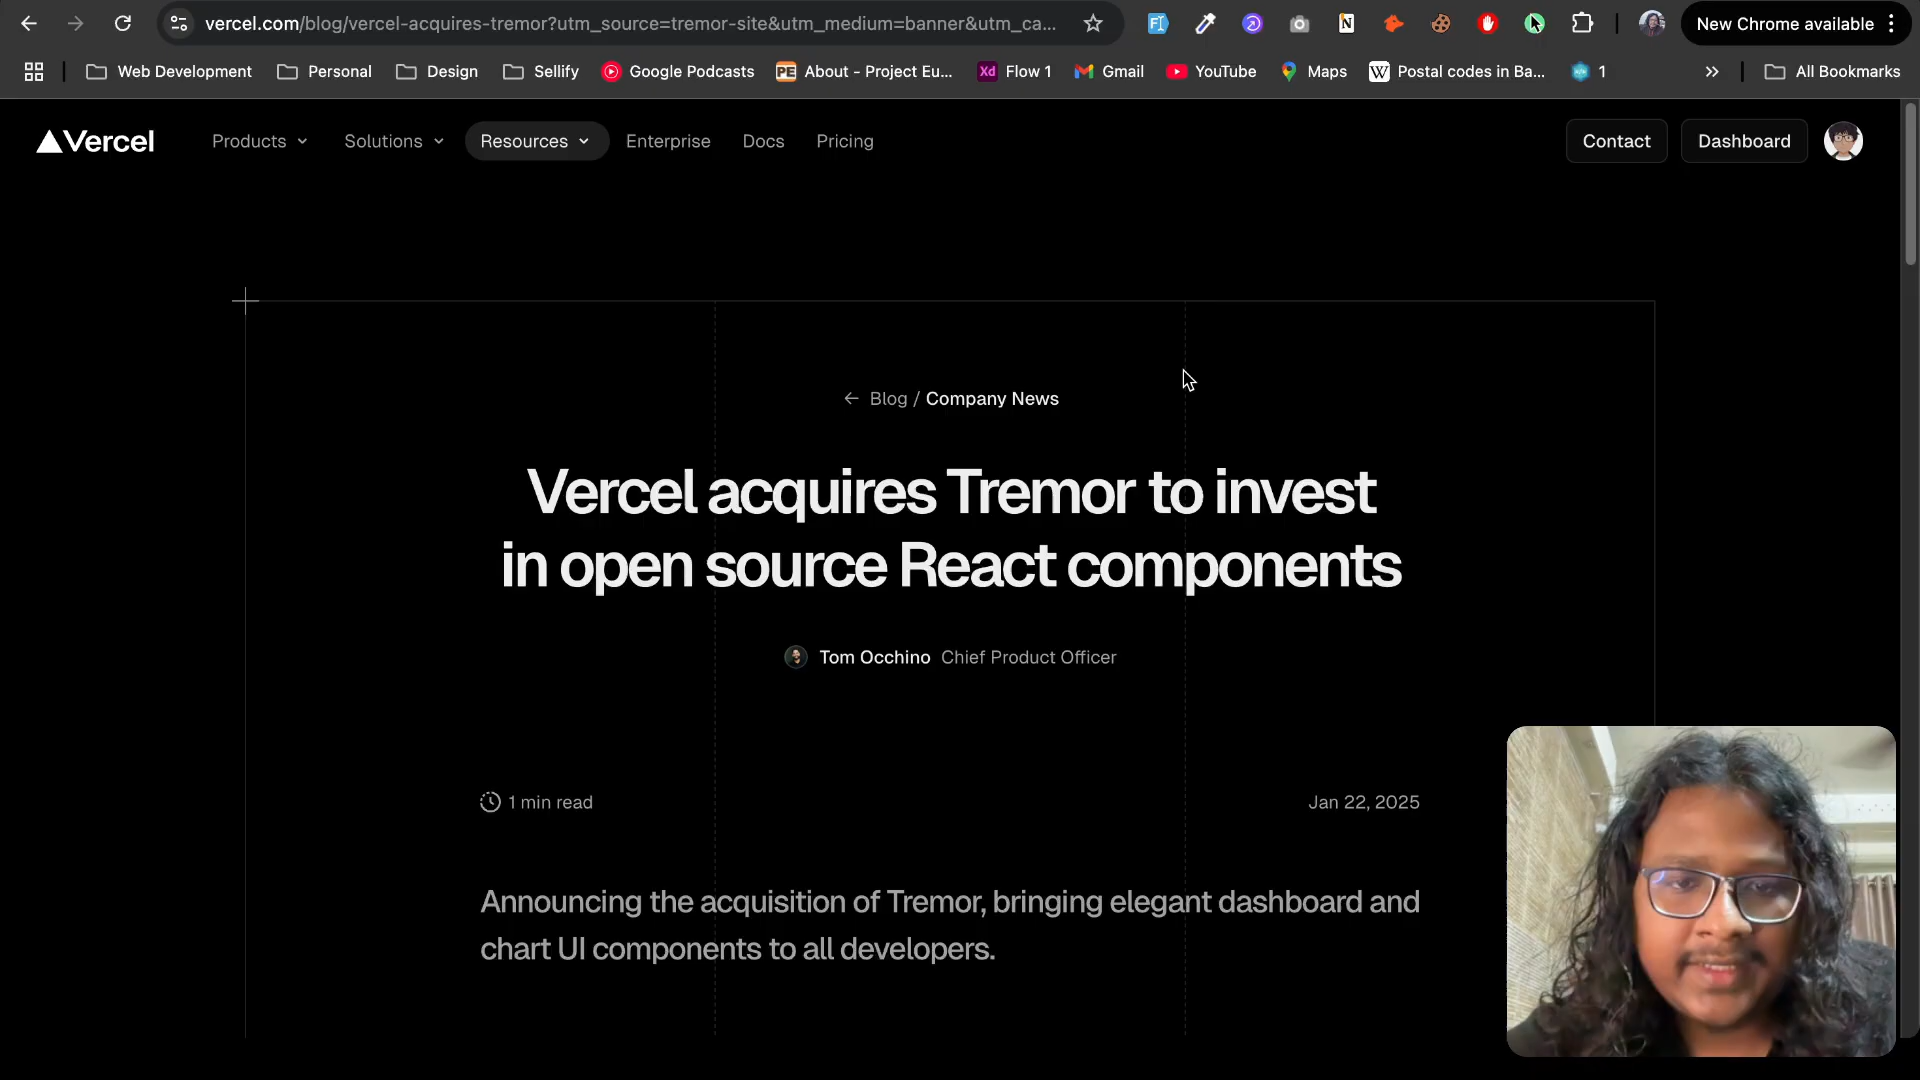 vercel.com/blog/vercel-acquires-tremor?utm_source=tremor-site&utm_medium=banner&utm_ca...
New Chrome available
Web Development
Personal
Design
Sellify
Google Podcasts
PE About - Project Eu...
Xd Flow 1
Gmail
YouTube
Maps
W Postal codes in Ba...
1
All Bookmarks
Vercel
Products
Solutions
Resources
Enterprise
Docs
Pricing
Contact
Dashboard
← Blog / Company News
Vercel acquires Tremor to invest
in open source React components
Tom Occhino Chief Product Officer
1 min read
Jan 22, 2025
Announcing the acquisition of Tremor, bringing elegant dashboard and
chart UI components to all developers.